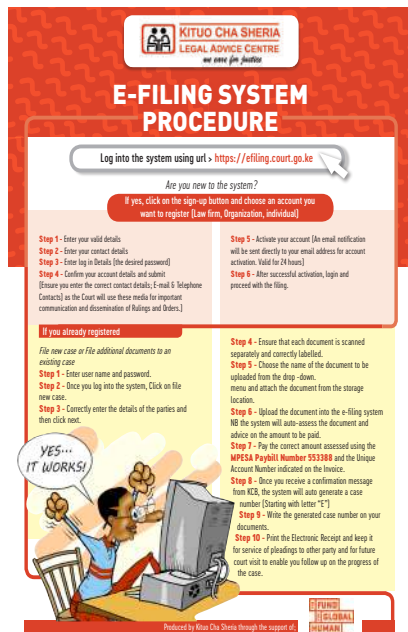 KITUO CHA SHERIA
LEGAL ADVICE CENTRE
we care for justice
E-FILING SYSTEM
PROCEDURE
Log into the system using url > https://efiling.court.go.ke
Are you new to the system?
If yes, click on the sign-up button and choose an account you
want to register (Law firm, Organization, individual)
Step 1 - Enter your valid details
Step 2 - Enter your contact details
Step 3 - Enter log in Details (the desired password)
Step 4 - Confirm your account details and submit
(Ensure you enter the correct contact details; E-mail & Telephone
Contacts) as the Court will use these media for important
communication and dissemination of Rulings and Orders.)
Step 5 - Activate your account (An email notification
will be sent directly to your email address for account
activation. Valid for 24 hours)
Step 6 - After successful activation, login and
proceed with the filing.
If you already registered
File new case or File additional documents to an
existing case
Step 1 - Enter user name and password.
Step 2 - Once you log into the system, Click on file
new case.
Step 3 - Correctly enter the details of the parties and
then click next.
Step 4 - Ensure that each document is scanned
separately and correctly labelled.
Step 5 - Choose the name of the document to be
uploaded from the drop -down.
menu and attach the document from the storage
location.
Step 6 - Upload the document into the e-filing system
NB the system will auto-assess the document and
advice on the amount to be paid.
Step 7 - Pay the correct amount assessed using the
MPESA Paybill Number 553388 and the Unique
Account Number indicated on the Invoice.
Step 8 - Once you receive a confirmation message
from KCB, the system will auto generate a case
number (Starting with letter "E")
Step 9 - Write the generated case number on your
documents.
Step 10 - Print the Electronic Receipt and keep it
for service of pleadings to other party and for future
court visit to enable you follow up on the progress of
the case.
YES...
IT WORKS!
Produced by Kituo Cha Sheria through the support of;
FUND
FOR GLOBAL
HUMAN